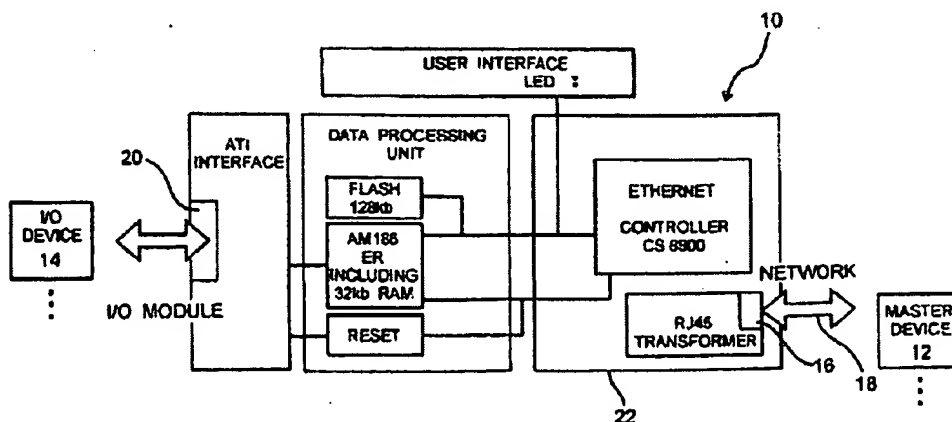 10
USER INTERFACE
LED :
ATI
INTERFACE
DATA PROCESSING
UNIT
20
FLASH
128kb
ETHERNET
CONTROLLER
CS 8900
I/O
DEVICE
14
AM186
ER
INCLUDING
32kb RAM
NETWORK
I/O MODULE
RESET
RJ45
TRANSFORMER
MASTER
DEVICE
12
16
18
22